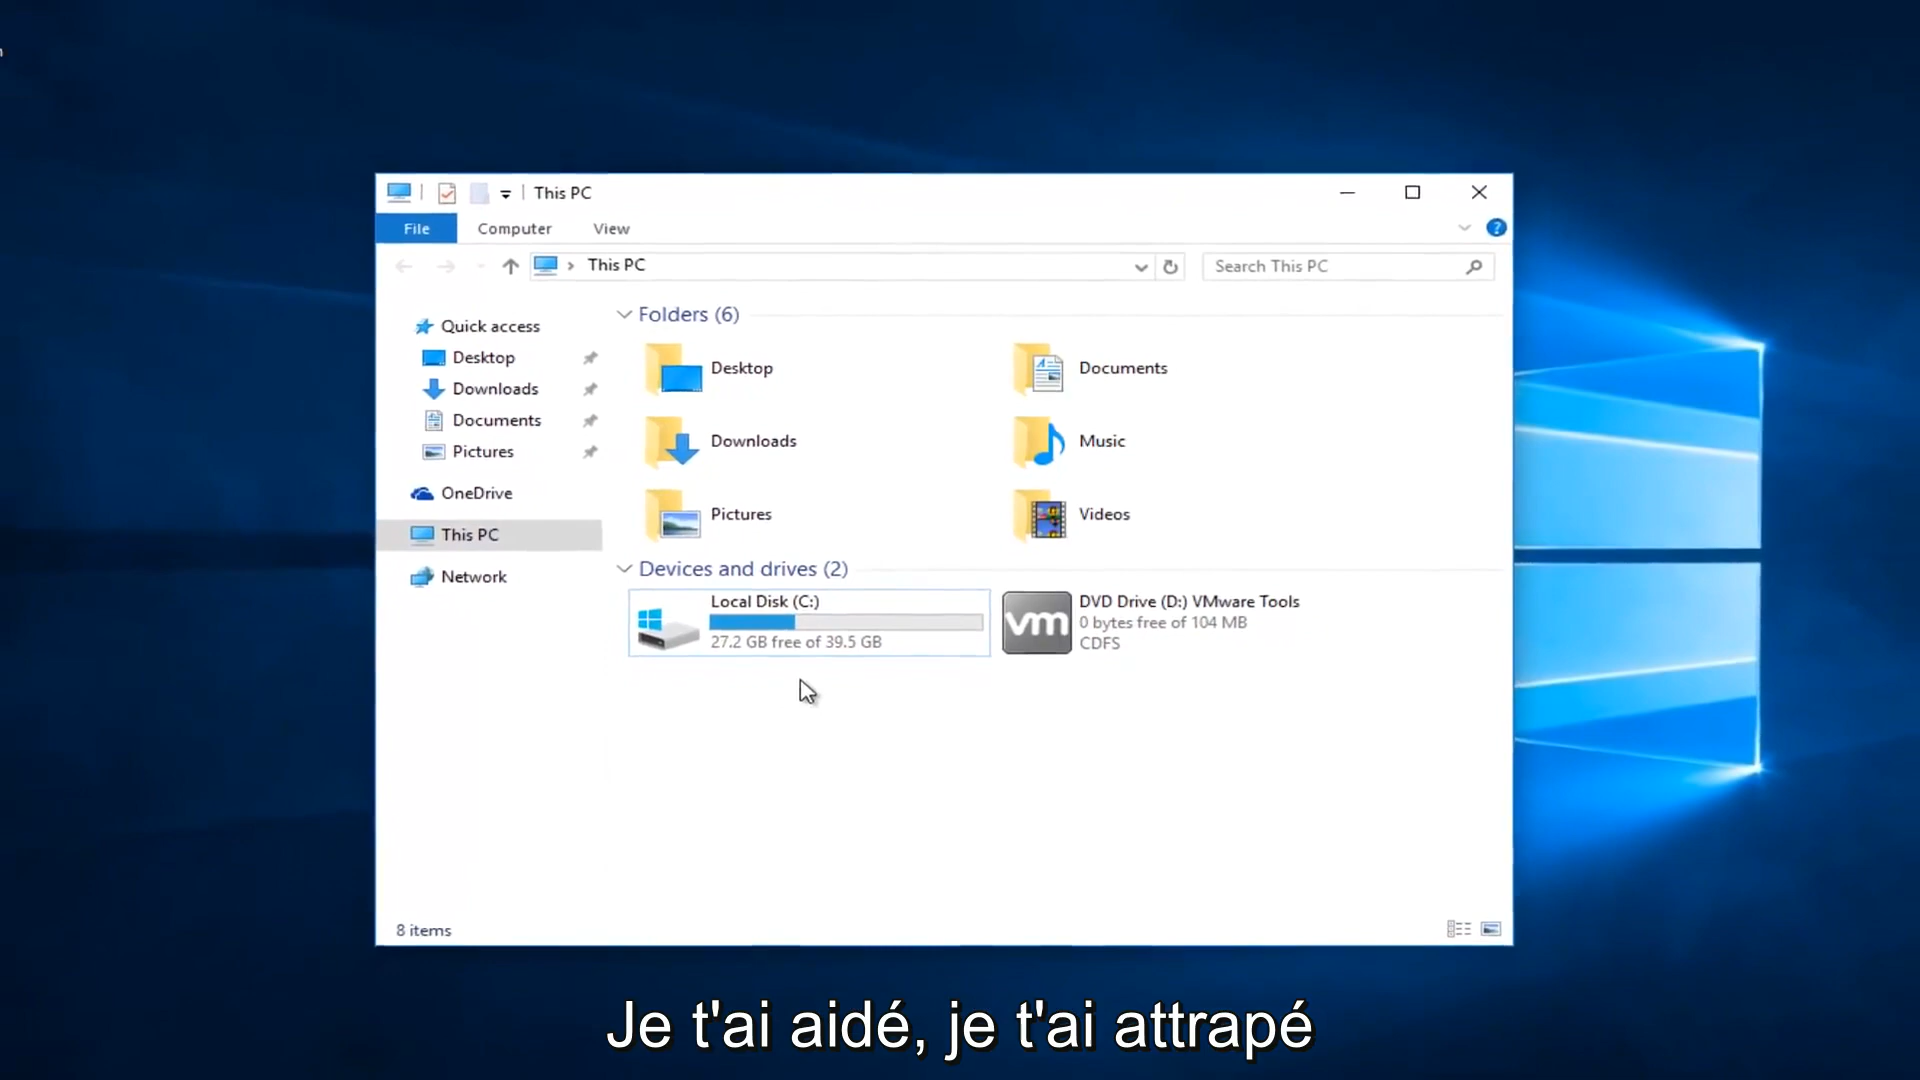 This PC
File Computer View
This PC
Search This PC
Quick access
Desktop
Downloads
Documents
Pictures
OneDrive
This PC
Network
Folders (6)
Desktop
Documents
Downloads
Music
Pictures
Videos
Devices and drives (2)
Local Disk (C:)
27.2 GB free of 39.5 GB
vm
DVD Drive (D:) VMware Tools
0 bytes free of 104 MB
CDFS
8 items
Je t'ai aidé, je t'ai attrapé